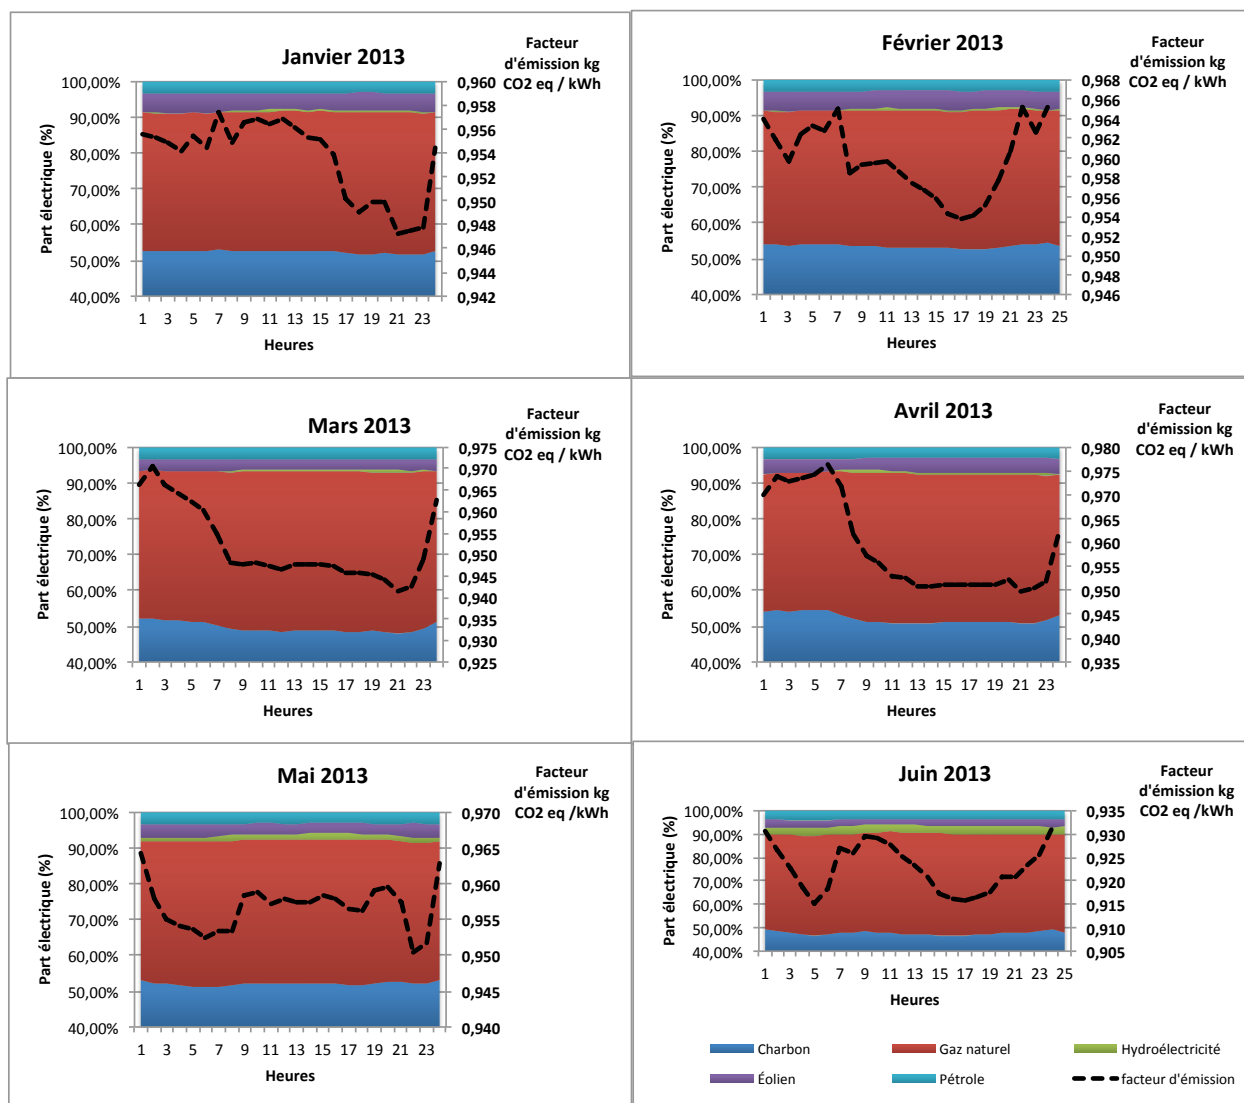 Janvier 2013
Facteur
d'émission kg
CO2 eq / kWh
Part électrique (%)
100,00%
90,00%
80,00%
70,00%
60,00%
50,00%
40,00%
0,960
0,958
0,956
0,954
0,952
0,950
0,948
0,946
0,944
0,942
1 3 5 7 9 11 13 15 17 19 21 23
Heures
Février 2013
Facteur
d'émission kg
CO2 eq / kWh
Part électrique (%)
100,00%
90,00%
80,00%
70,00%
60,00%
50,00%
40,00%
0,968
0,966
0,964
0,962
0,960
0,958
0,956
0,954
0,952
0,950
0,948
0,946
1 3 5 7 9 11 13 15 17 19 21 23 25
Heures
Mars 2013
Facteur
d'émission kg
CO2 eq / kWh
Part électrique (%)
100,00%
90,00%
80,00%
70,00%
60,00%
50,00%
40,00%
0,975
0,970
0,965
0,960
0,955
0,950
0,945
0,940
0,935
0,930
0,925
1 3 5 7 9 11 13 15 17 19 21 23
Heures
Avril 2013
Facteur
d'émission kg
CO2 eq / kWh
Part électrique (%)
100,00%
90,00%
80,00%
70,00%
60,00%
50,00%
40,00%
0,980
0,975
0,970
0,965
0,960
0,955
0,950
0,945
0,940
0,935
1 3 5 7 9 11 13 15 17 19 21 23
Heures
Mai 2013
Facteur
d'émission kg
CO2 eq /kWh
Part électrique (%)
100,00%
90,00%
80,00%
70,00%
60,00%
50,00%
40,00%
0,970
0,965
0,960
0,955
0,950
0,945
0,940
1 3 5 7 9 11 13 15 17 19 21 23
Heures
Juin 2013
Facteur
d'émission kg
CO2 eq / kWh
Part électrique (%)
100,00%
90,00%
80,00%
70,00%
60,00%
50,00%
40,00%
0,935
0,930
0,925
0,920
0,915
0,910
0,905
1 3 5 7 9 11 13 15 17 19 21 23 25
Heures
Charbon Gaz naturel Hydroélectricité
Éolien Pétrole facteur d'émission